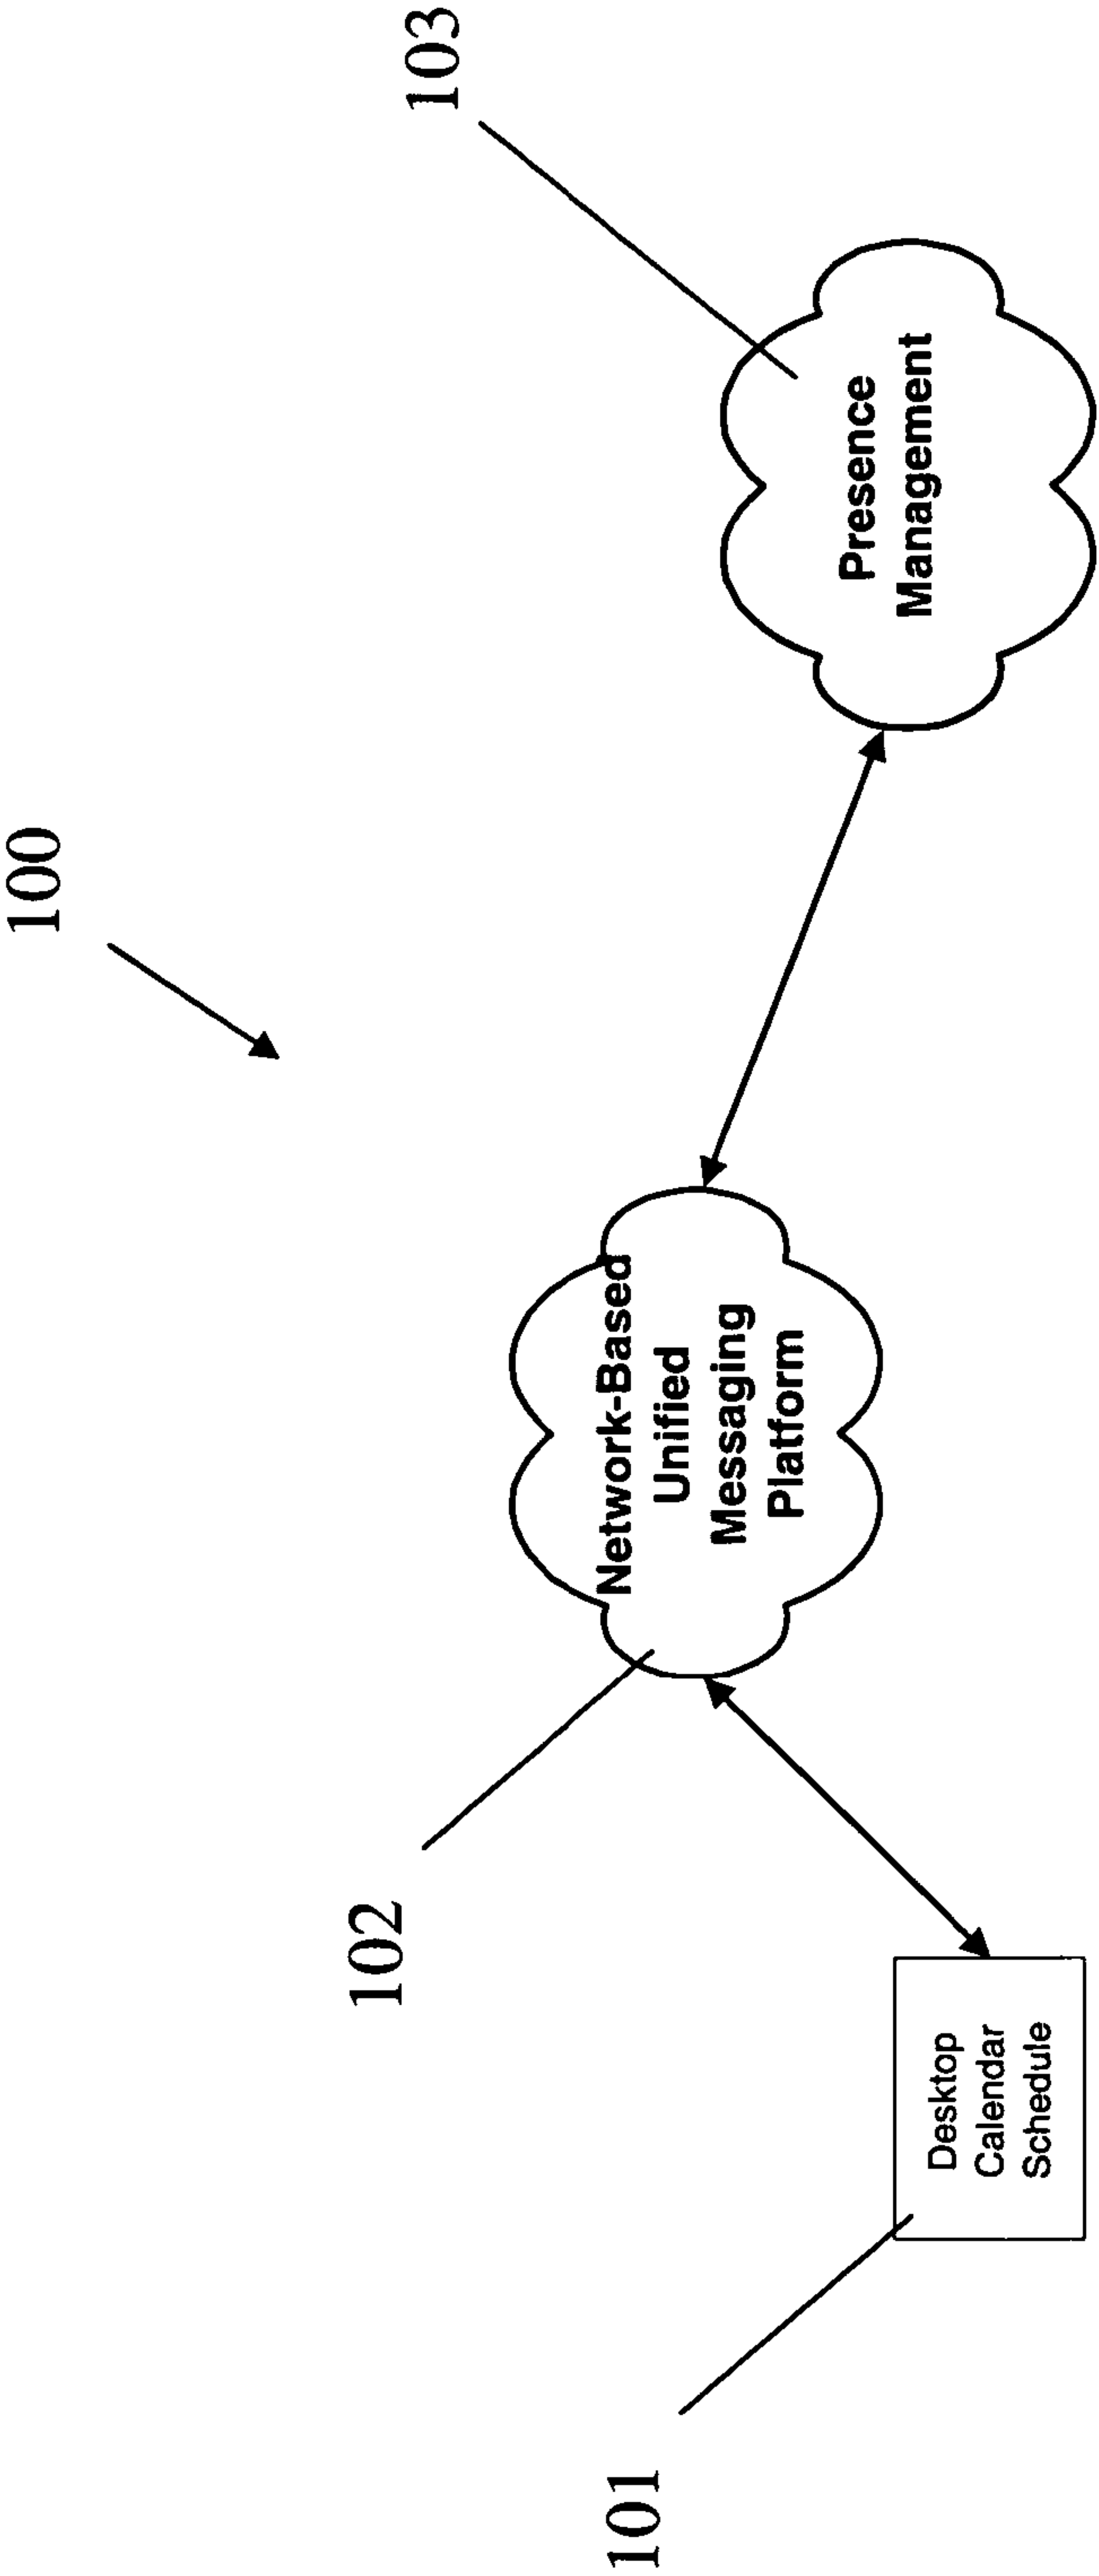 100
103
102
101
Presence
Management
Network-Based
Unified
Messaging
Platform
Desktop
Calendar
Schedule